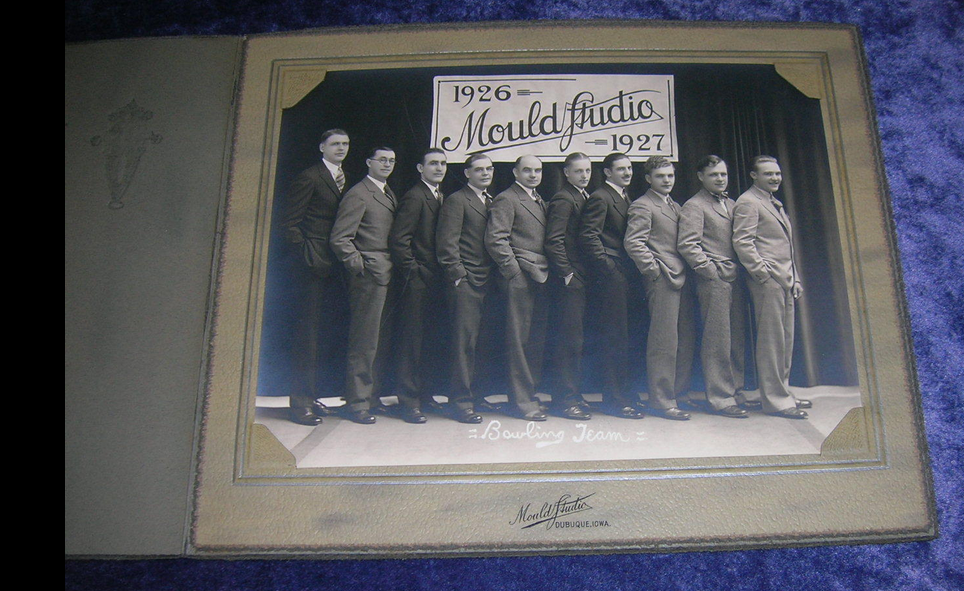 1926
Mould Studio
1927
= Bowling Team =
Mould Studio
DUBUQUE, IOWA.